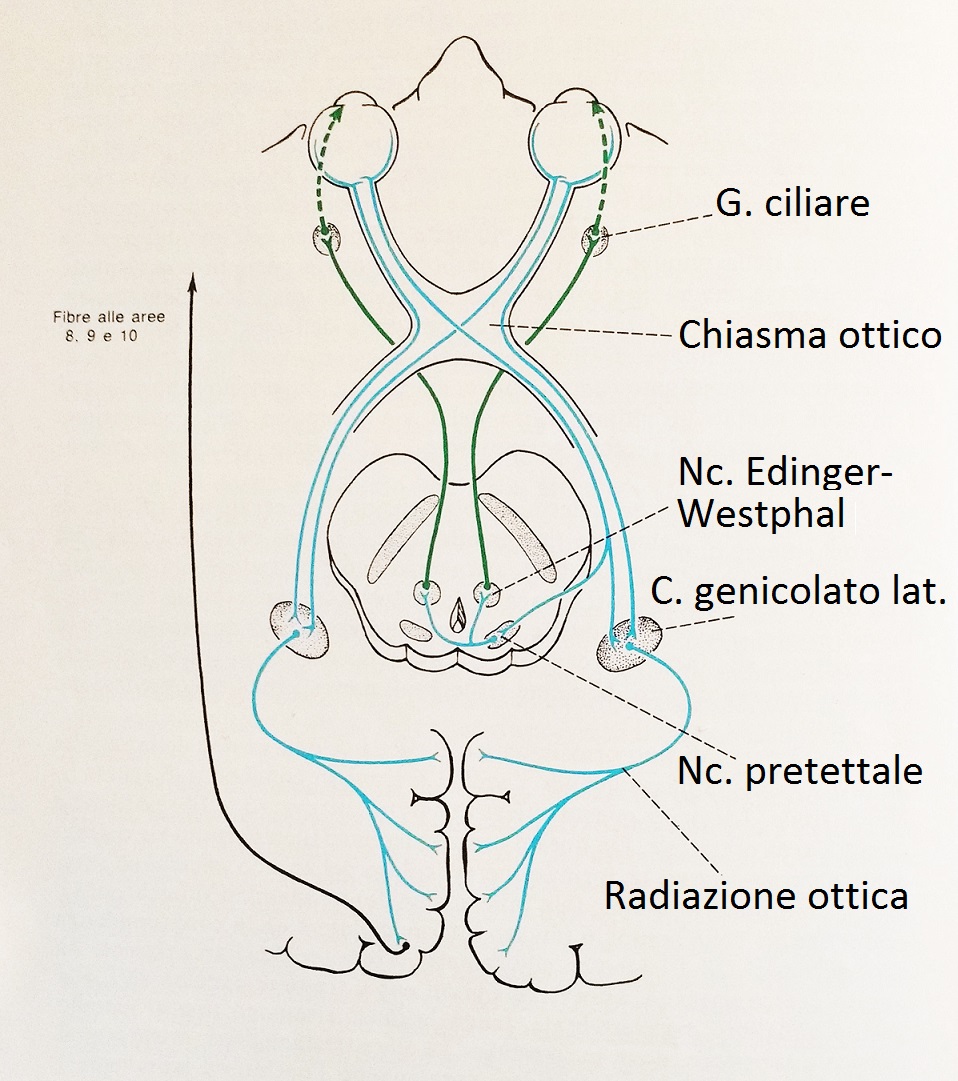 G. ciliare
Fibre alle aree
8. 9 e 10
Chiasma ottico
Nc. Edinger-
Westphal
C. genicolato lat.
Nc. pretettale
Radiazione ottica